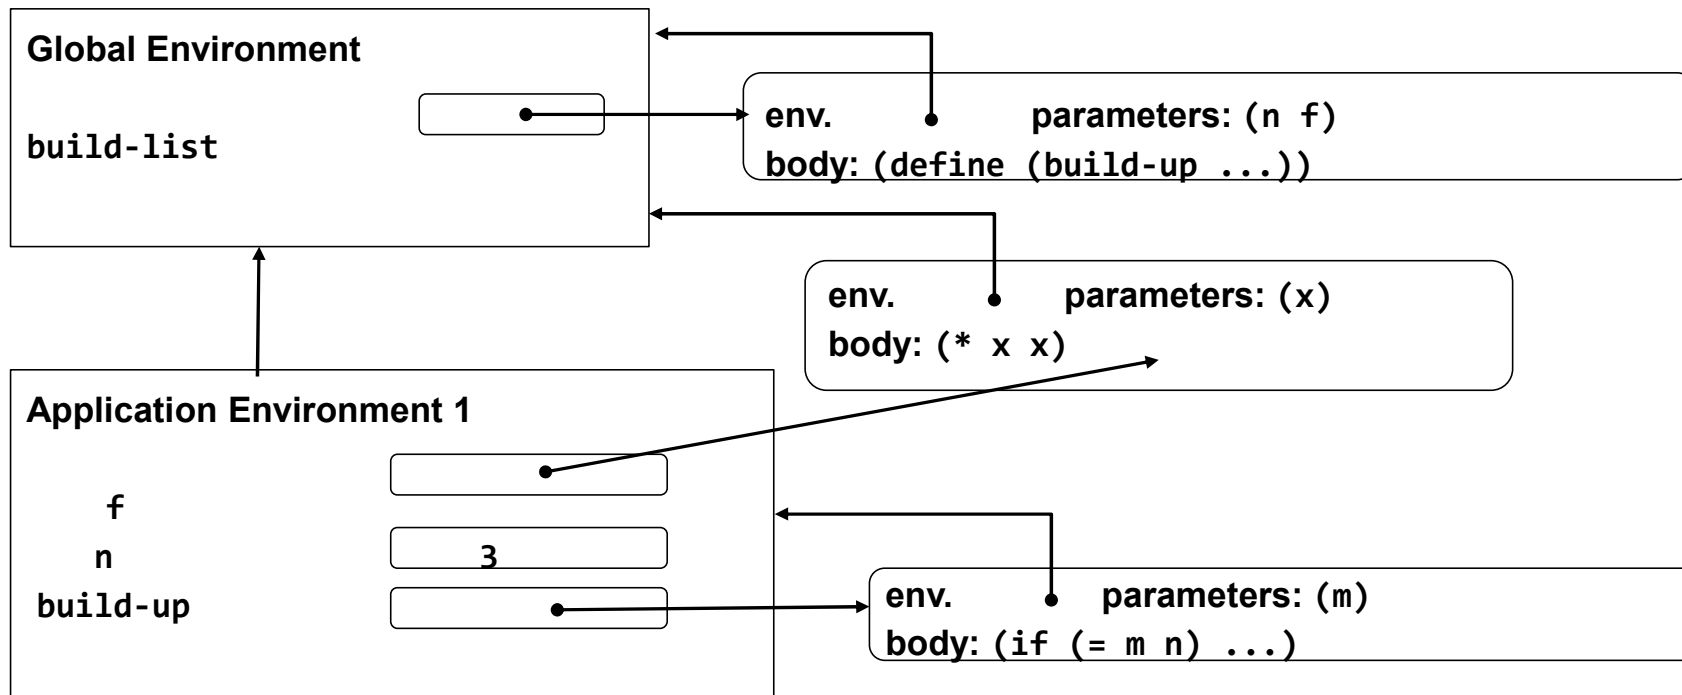 Global Environment
build-list
env. parameters: (n f)
body: (define (build-up ...))
env. parameters: (x)
body: (* x x)
Application Environment 1
f
n 3
build-up
env. parameters: (m)
body: (if (= m n) ...)